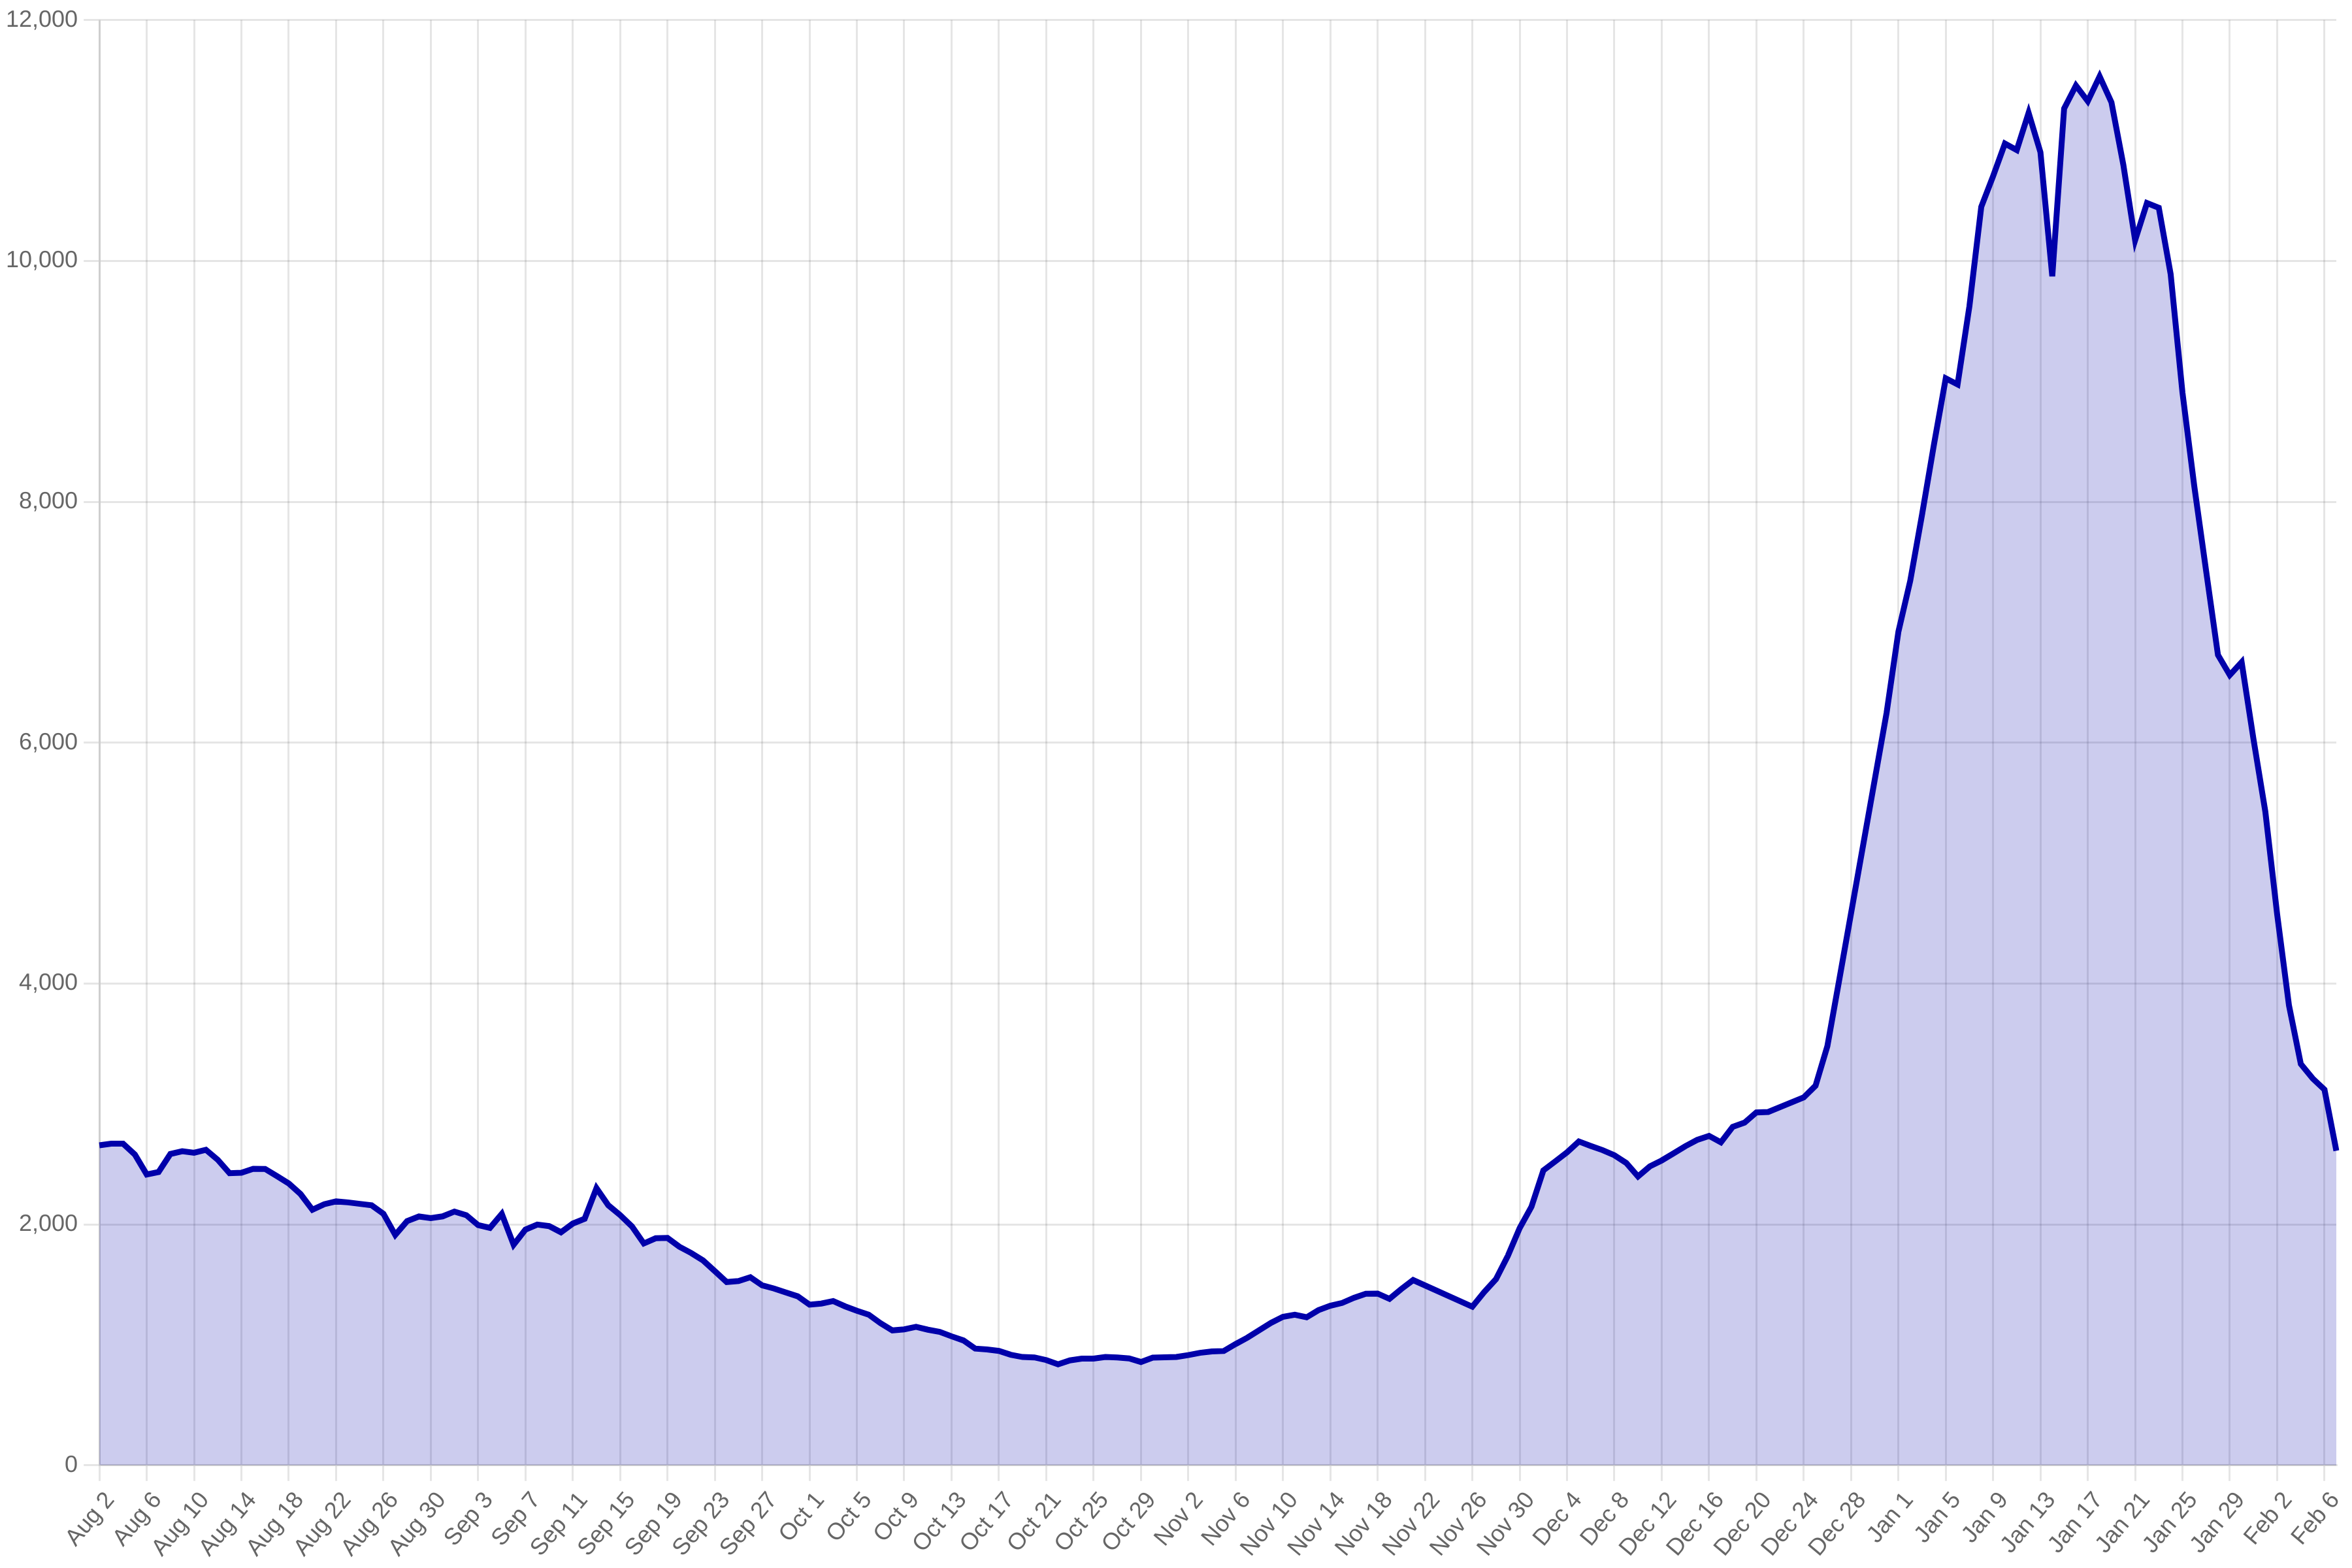 12,000
10,000
8,000
6,000
4,000
2,000
0
Aug 2
Aug 6
Aug 10
Aug 14
Aug 18
Aug 22
Aug 26
Aug 30
Sep 3
Sep 7
Sep 11
Sep 15
Sep 19
Sep 23
Sep 27
Oct 1
Oct 5
Oct 9
Oct 13
Oct 17
Oct 21
Oct 25
Oct 29
Nov 2
Nov 6
Nov 10
Nov 14
Nov 18
Nov 22
Nov 26
Nov 30
Dec 4
Dec 8
Dec 12
Dec 16
Dec 20
Dec 24
Dec 28
Jan 1
Jan 5
Jan 9
Jan 13
Jan 17
Jan 21
Jan 25
Jan 29
Feb 2
Feb 6